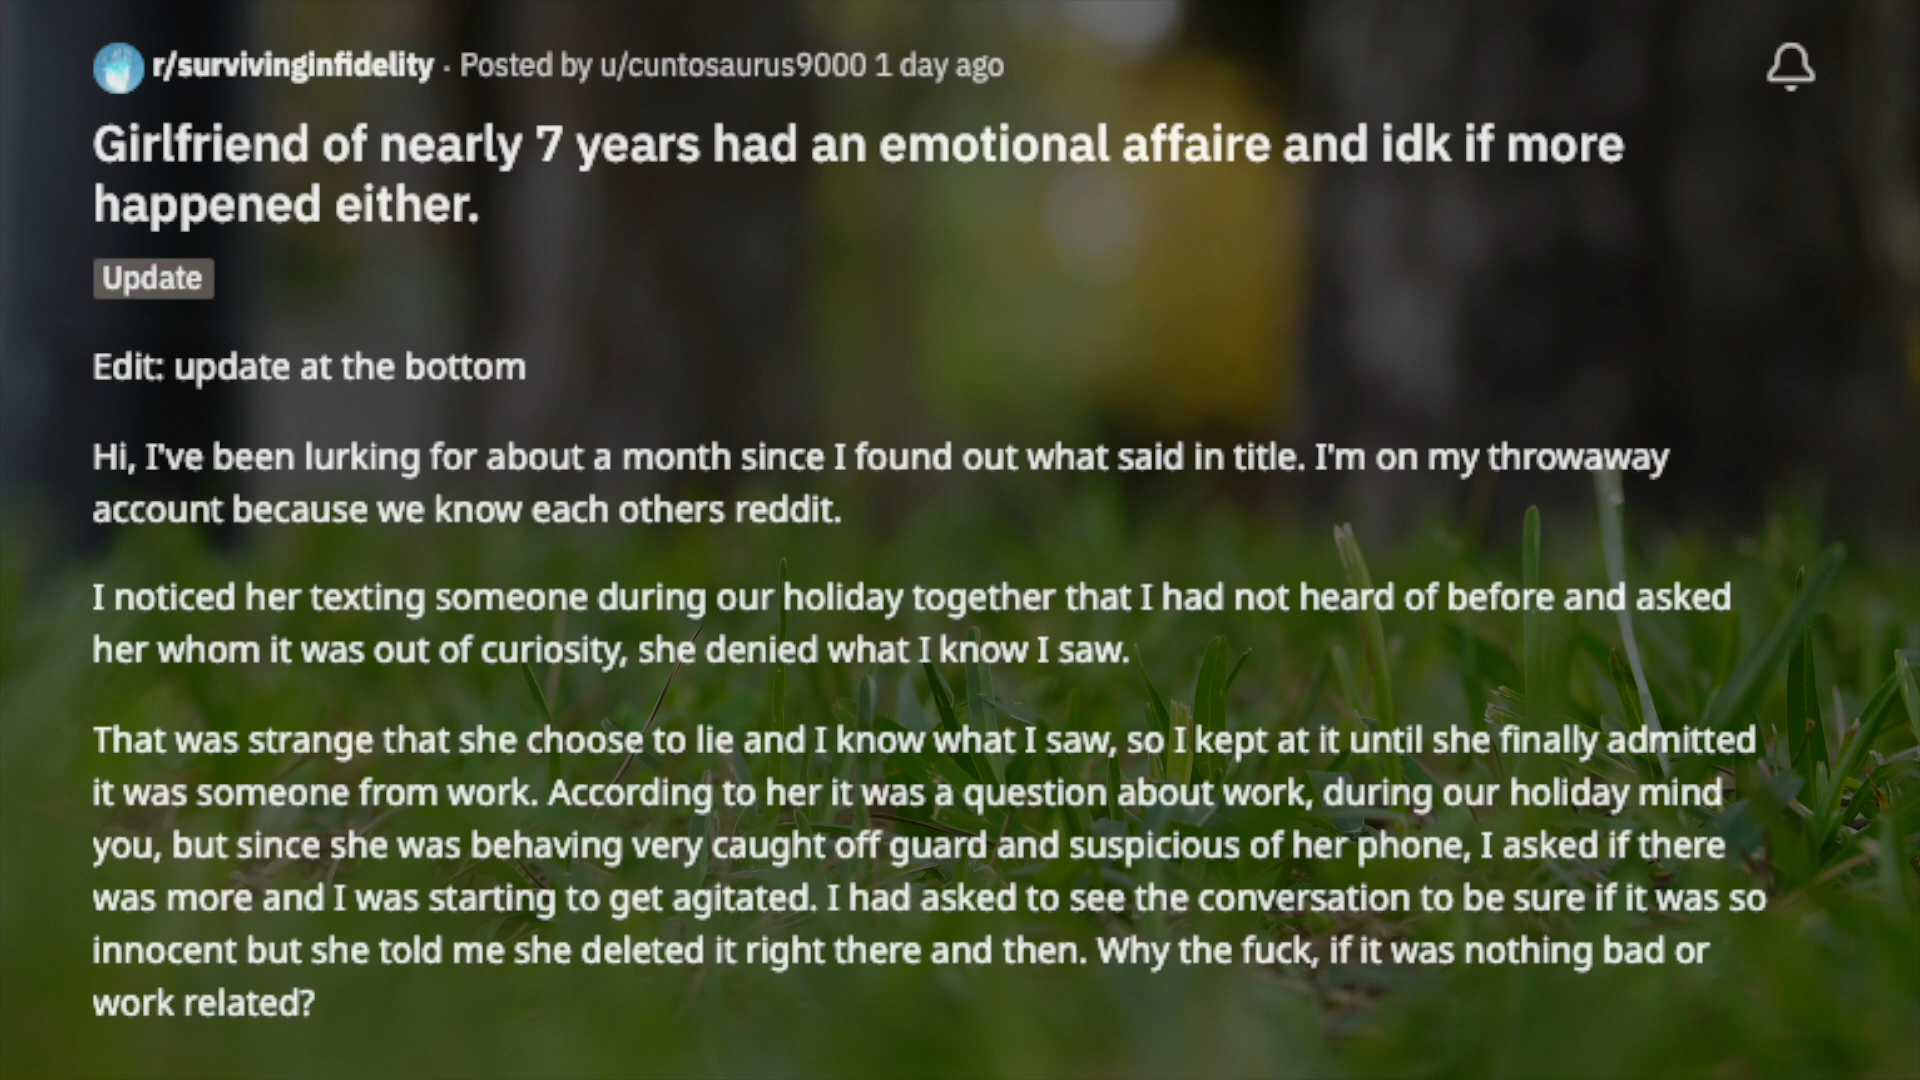 r/survivinginfidelity · Posted by u/cuntosaurus9000 1 day ago
Girlfriend of nearly 7 years had an emotional affaire and idk if more
happened either.
Update
Edit: update at the bottom
Hi, I've been lurking for about a month since I found out what said in title. I'm on my throwaway
account because we know each others reddit.
I noticed her texting someone during our holiday together that I had not heard of before and asked
her whom it was out of curiosity, she denied what I know I saw.
That was strange that she choose to lie and I know what I saw, so I kept at it until she finally admitted
it was someone from work. According to her it was a question about work, during our holiday mind
you, but since she was behaving very caught off guard and suspicious of her phone, I asked if there
was more and I was starting to get agitated. I had asked to see the conversation to be sure if it was so
innocent but she told me she deleted it right there and then. Why the fuck, if it was nothing bad or
work related?